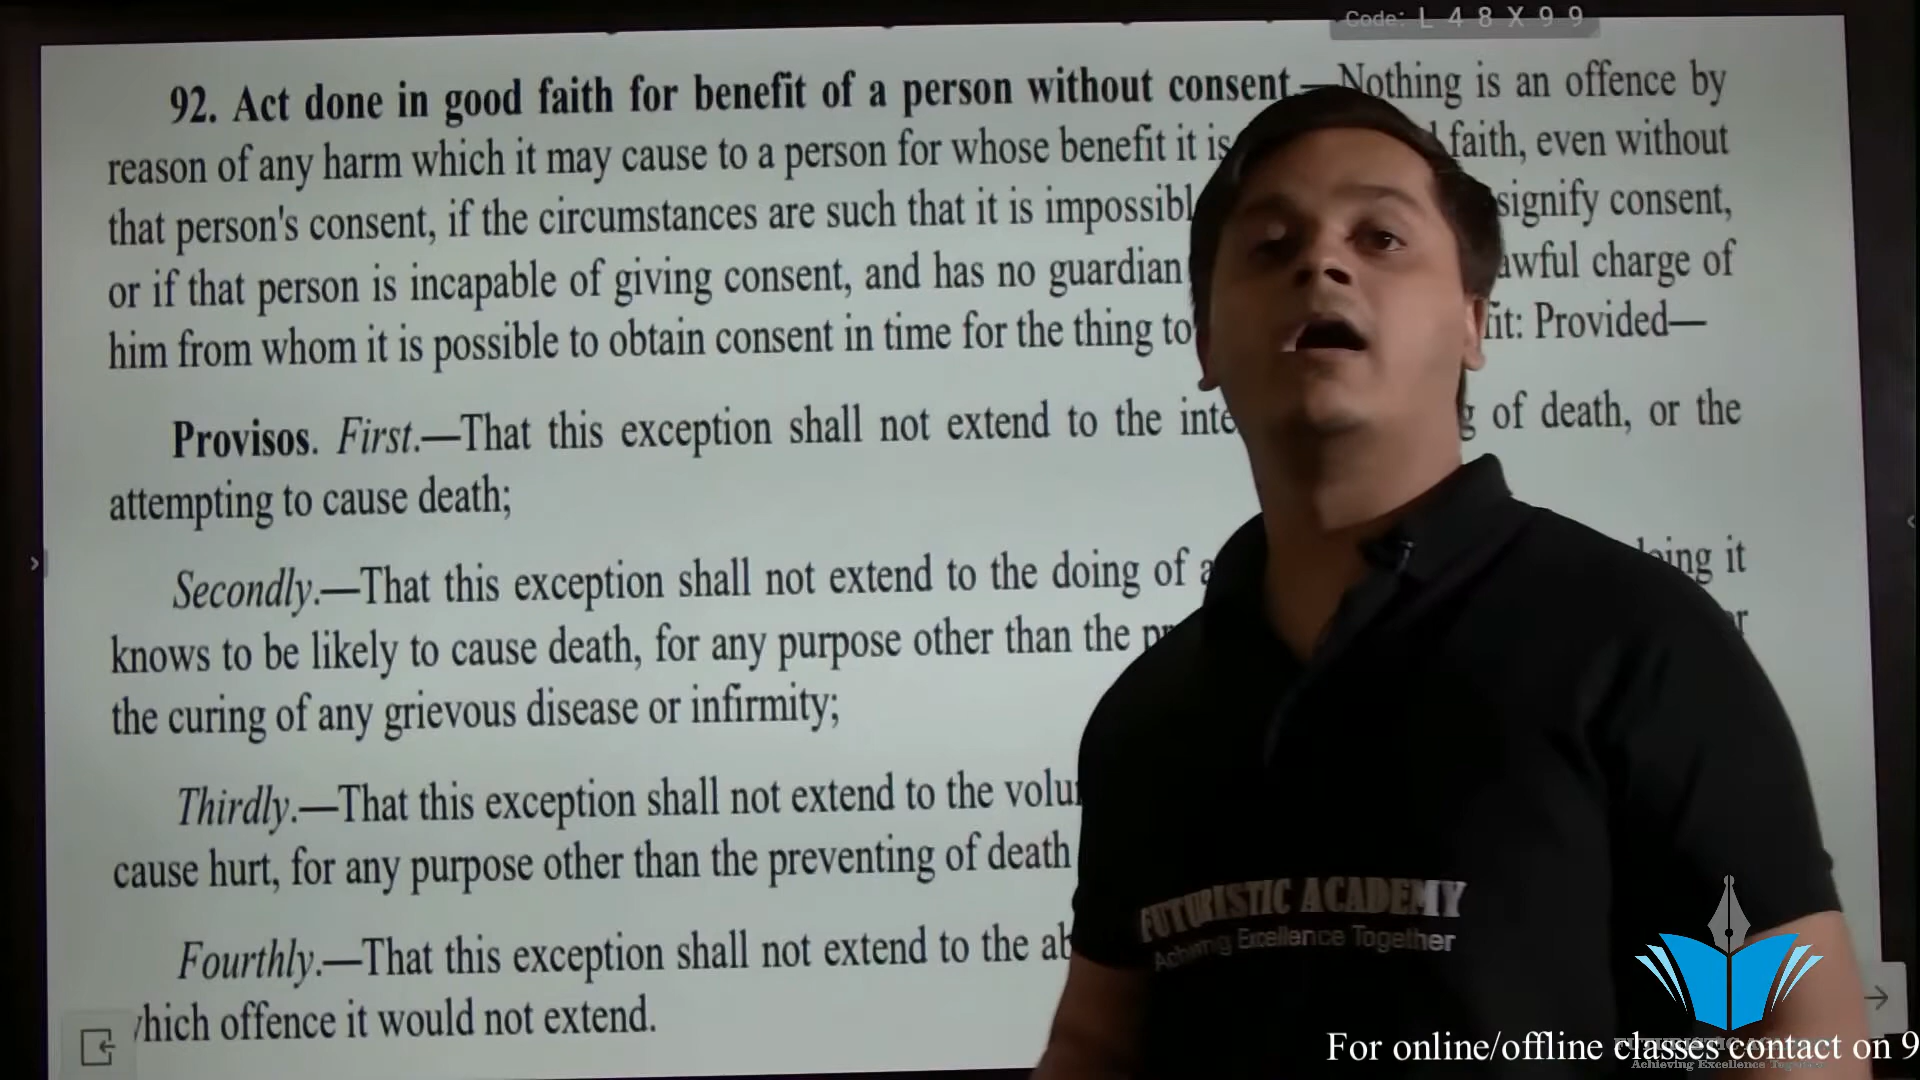 Code: L 4 8 X 9 9
92. Act done in good faith for benefit of a person without consent.—Nothing is an offence by
reason of any harm which it may cause to a person for whose benefit it is faith, even without
that person's consent, if the circumstances are such that it is signify consent,
or if that person is incapable of giving consent, and has no guardian charge of
him from whom it is possible to obtain consent in time for the thing to Provided—
Provisos. First.—That this exception shall not extend to the of death, or the
attempting to cause death;
Secondly.—That this exception shall not extend to the doing of it
knows to be likely to cause death, for any purpose other than the
the curing of any grievous disease or infirmity;
Thirdly.—That this exception shall not extend to the
cause hurt, for any purpose other than the preventing of death
Fourthly.—That this exception shall not extend to the
which offence it would not extend.
FUTURISTIC ACADEMY
Achieving Excellence Together
For online/offline classes contact on 9
Achieving Excellence Together